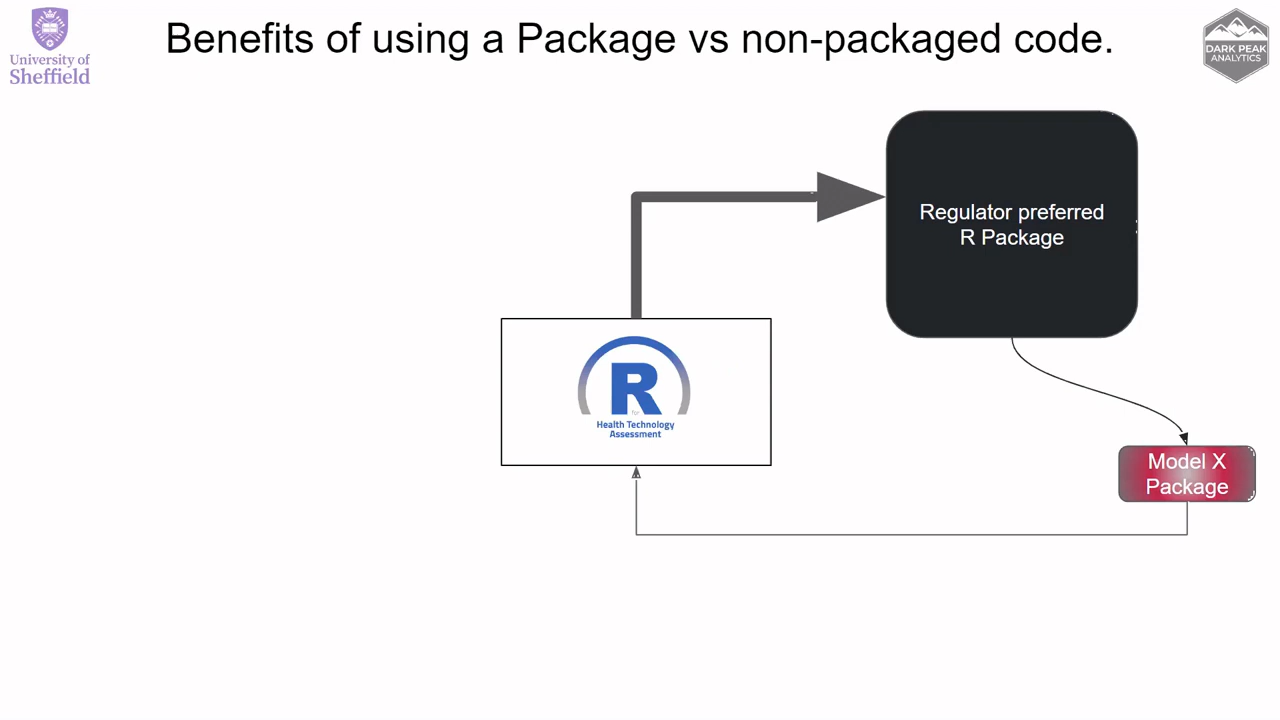 Benefits of using a Package vs non-packaged code.
University of
Sheffield
DARK PEAK
ANALYTICS
Regulator preferred
R Package
R
for
Health Technology
Assessment
Model X
Package